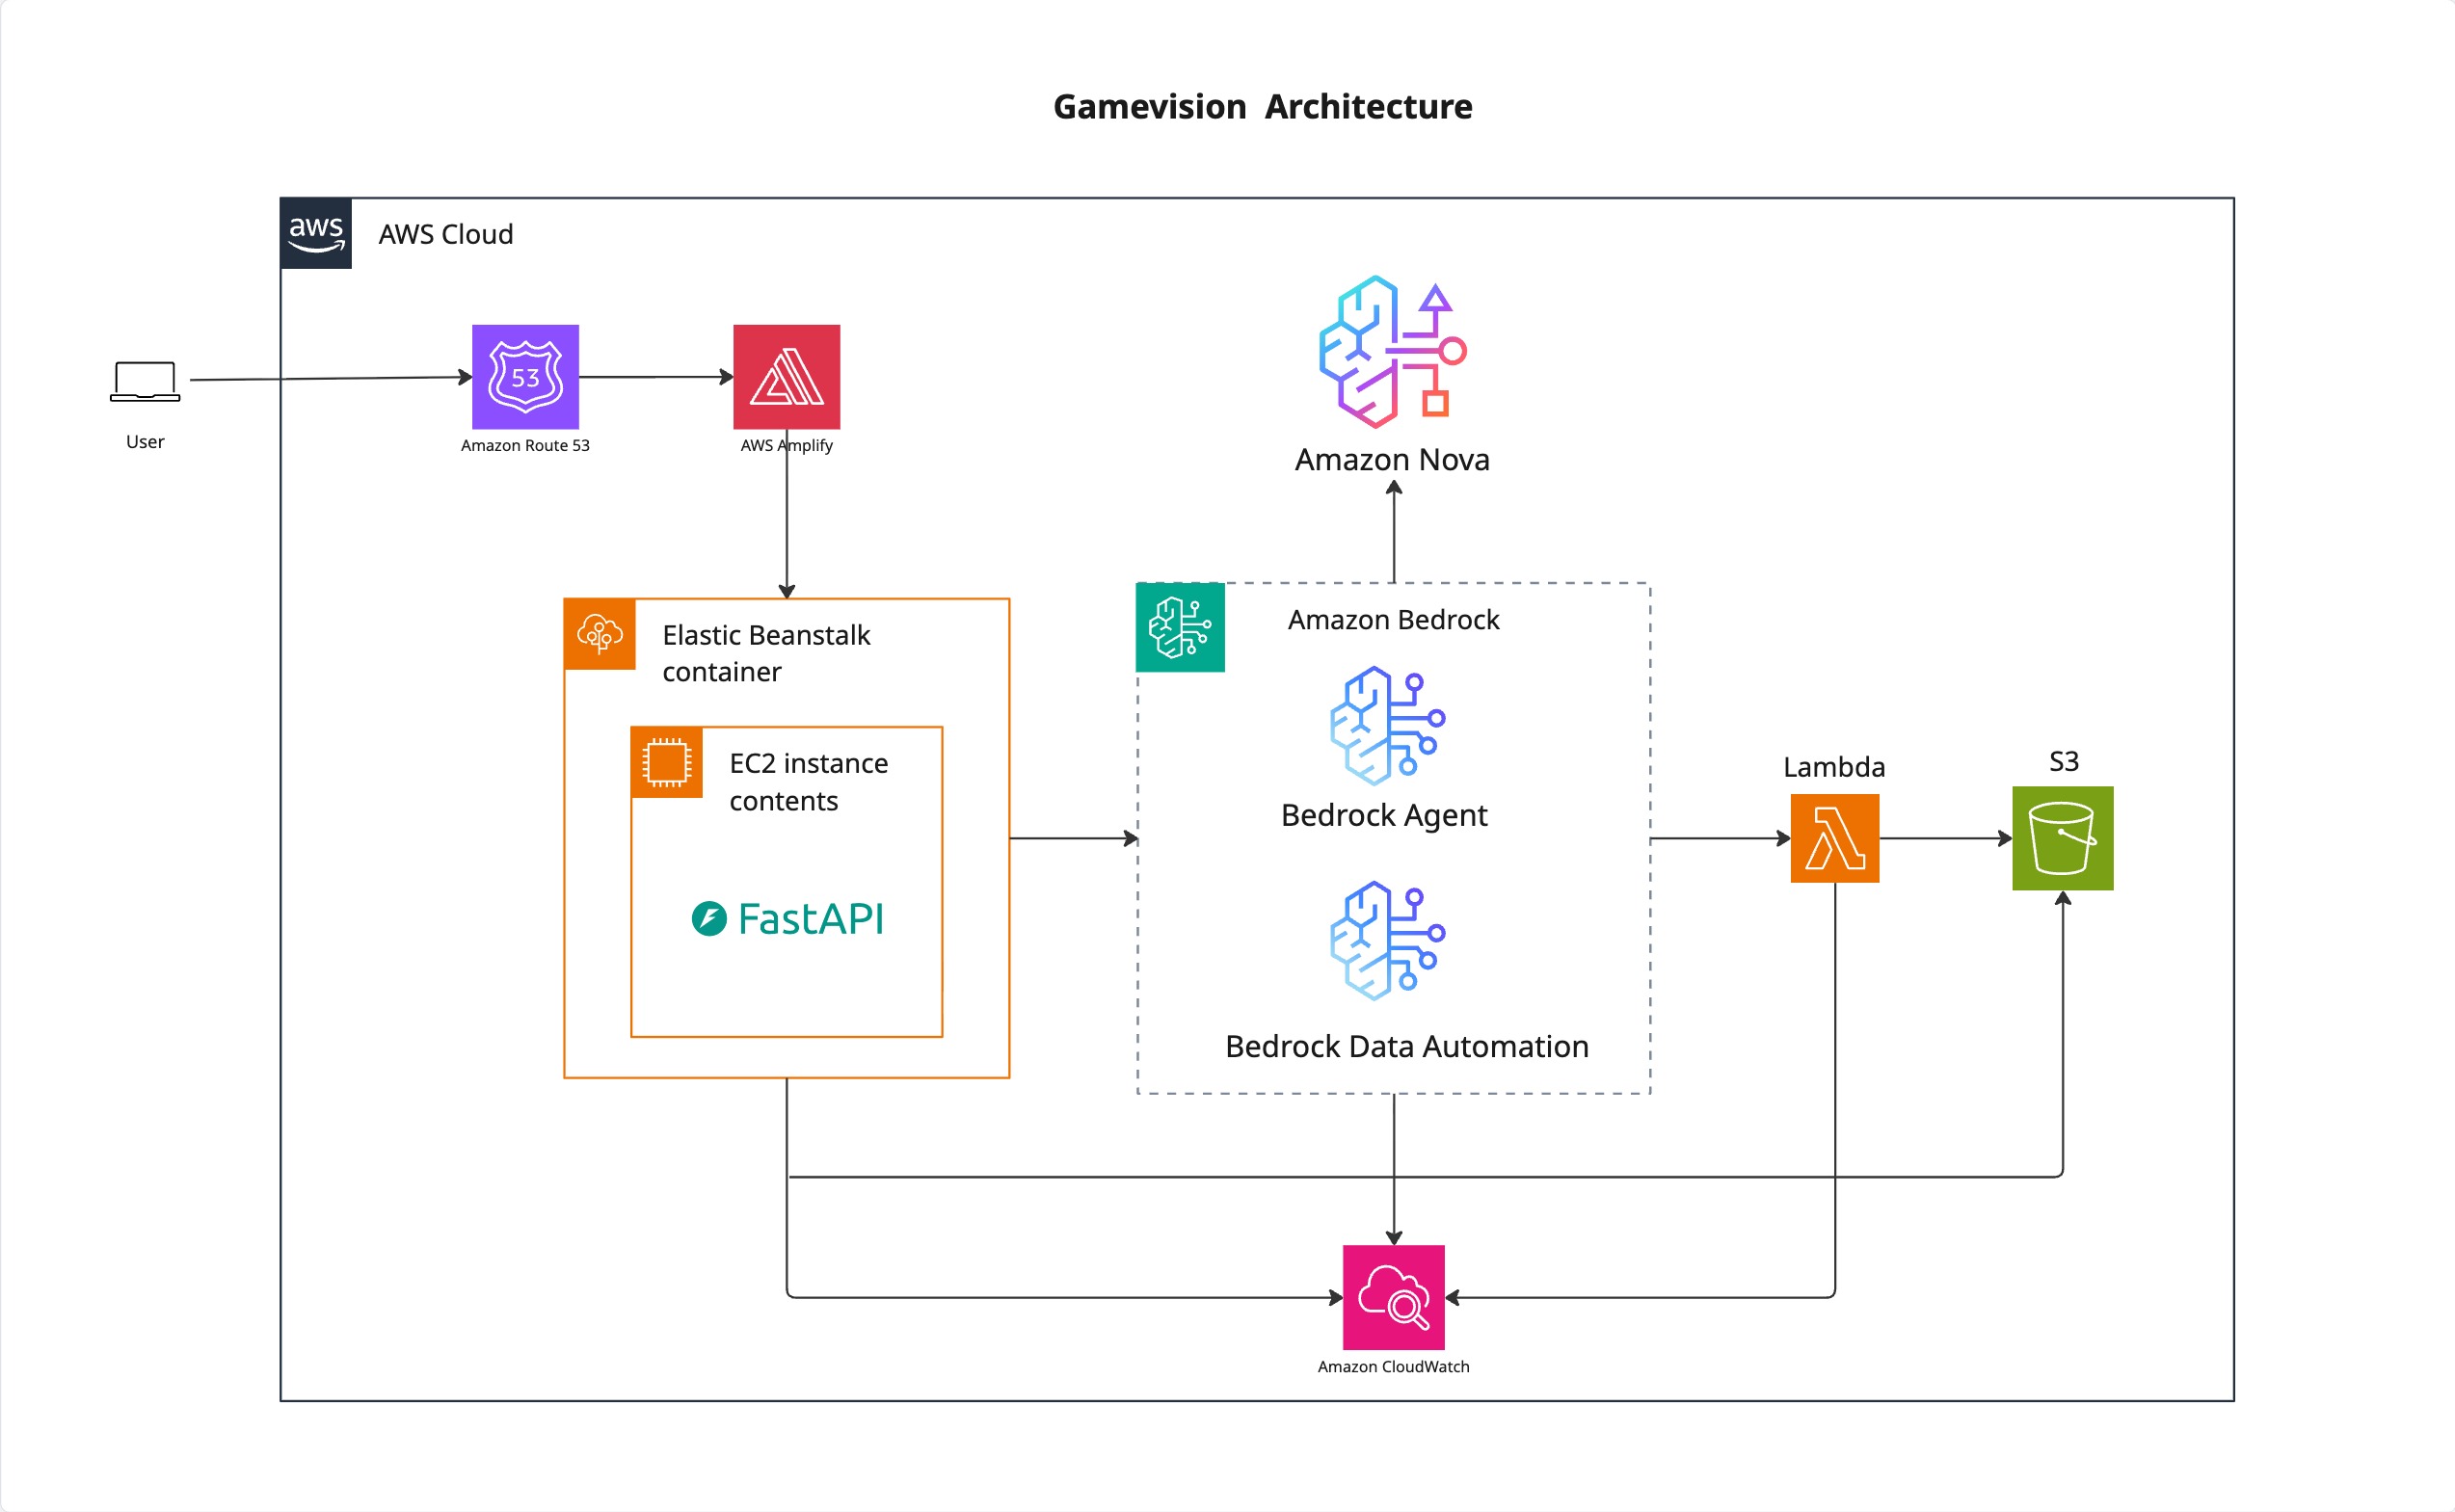 Gamevision Architecture
aws
AWS Cloud
User
53
Amazon Route 53
AWS Amplify
Amazon Nova
Elastic Beanstalk
container
EC2 instance
contents
FastAPI
Amazon Bedrock
Bedrock Agent
Bedrock Data Automation
Lambda
S3
Amazon CloudWatch